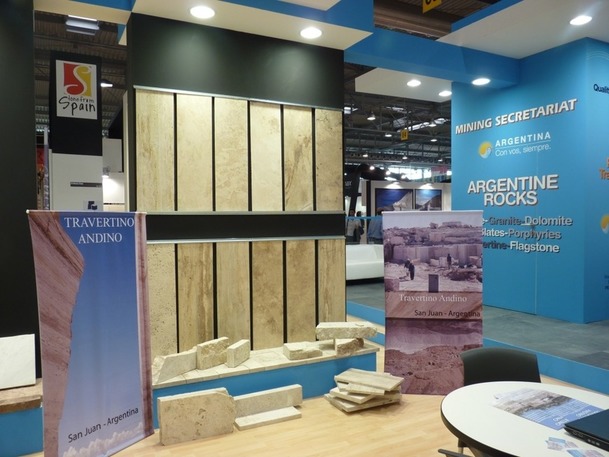 Stone from
Spain
TRAVERTINO
ANDINO
San Juan - Argentina
Travertino Andino
San Juan - Argentina
MINING SECRETARIAT
ARGENTINA
Con vos, siempre.
ARGENTINE
ROCKS
-Granite-Dolomite
Slates-Porphyries
-Flagstone